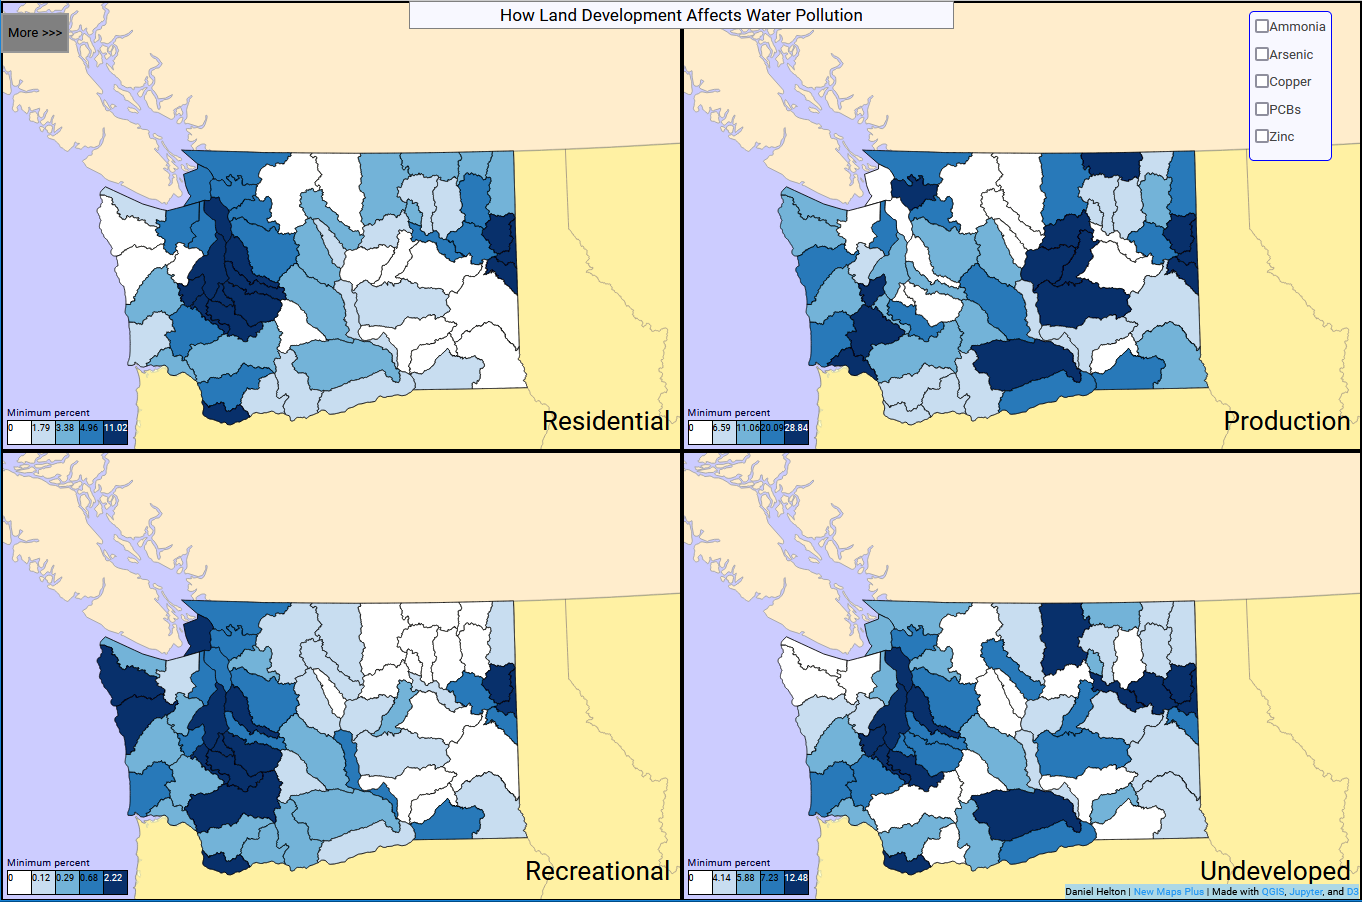 How Land Development Affects Water Pollution
More >>>
Ammonia
Arsenic
Copper
PCBs
Zinc
Minimum percent
0 1.79 3.38 4.96 11.02
Residential
Minimum percent
0 6.59 11.06 20.09 28.84
Production
Minimum percent
0 0.12 0.29 0.68 2.22
Recreational
Minimum percent
0 4.14 5.88 7.23 12.48
Undeveloped
Daniel Helton | New Maps Plus | Made with QGIS, Jupyter, and D3